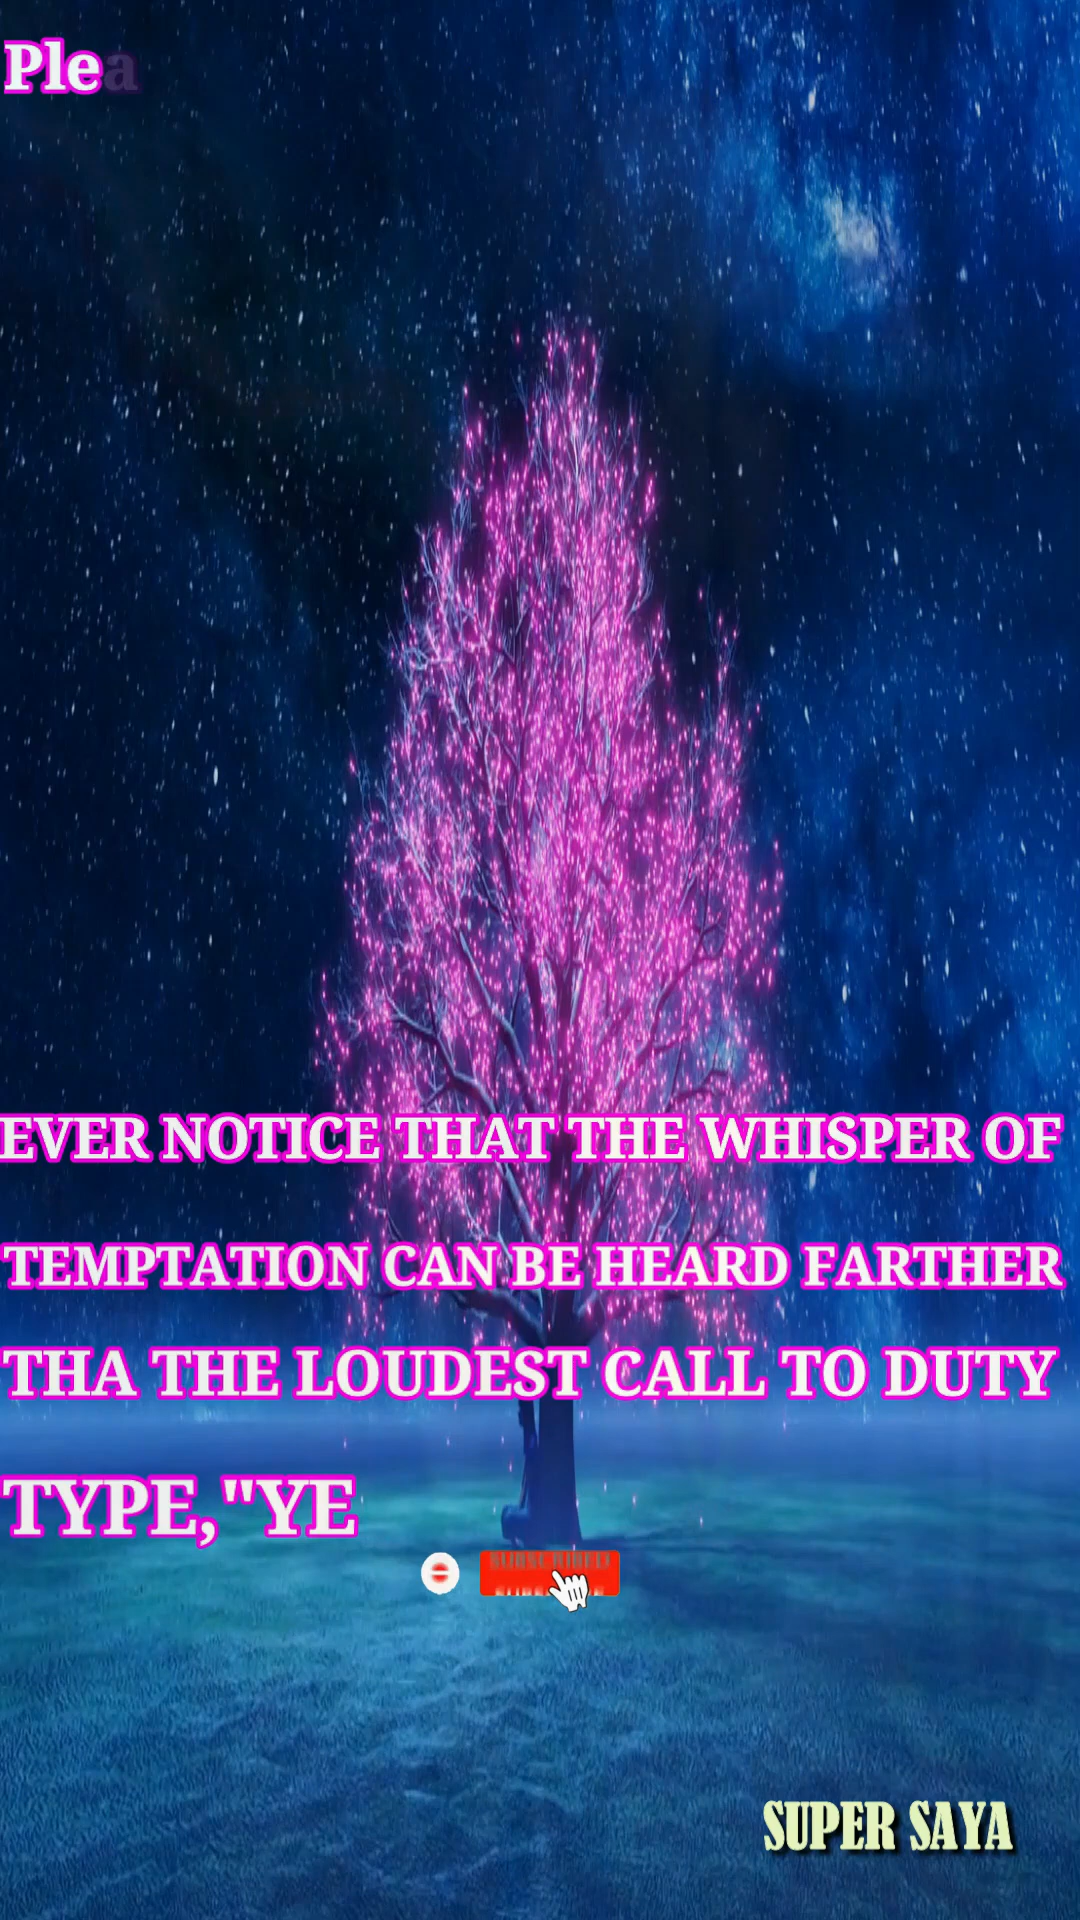 Plea
EVER NOTICE THAT THE WHISPER OF
TEMPTATION CAN BE HEARD FARTHER
THA THE LOUDEST CALL TO DUTY
TYPE,"YE
SUPER SAYA